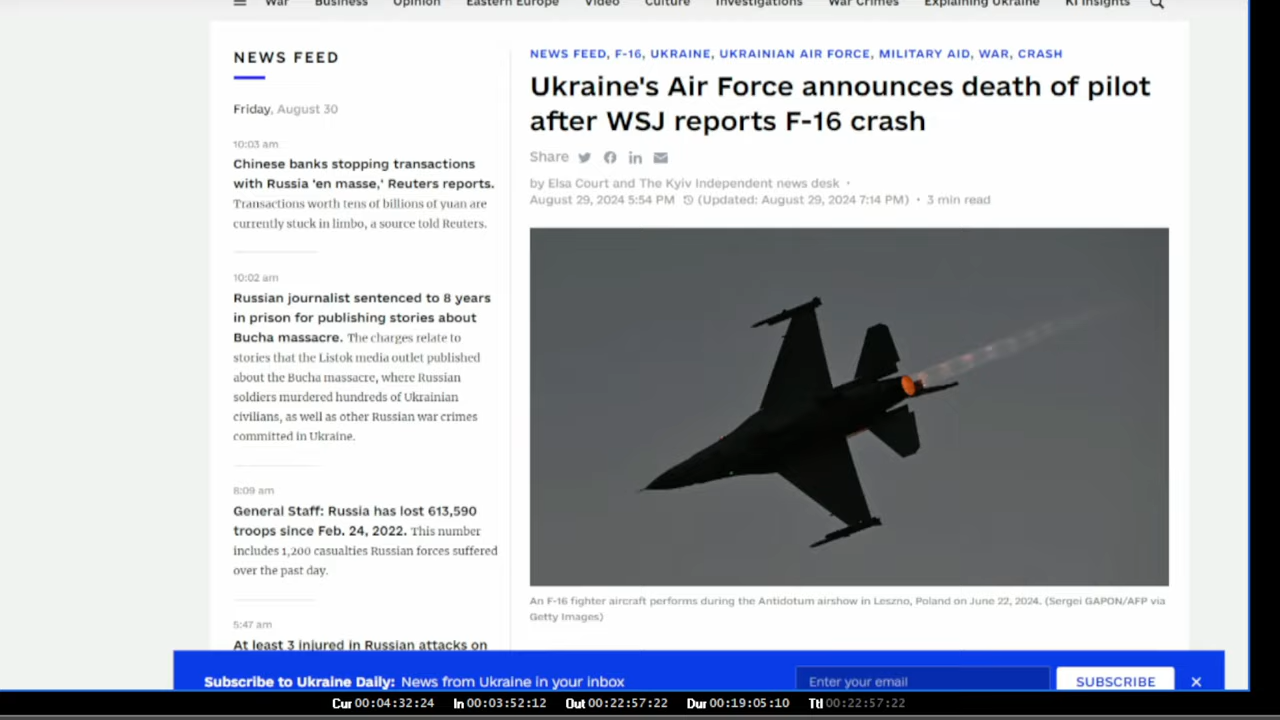 War Business Opinion Eastern Europe Video Culture Investigations War Crimes Explaining Ukraine KI Insights
NEWS FEED
Friday, August 30
10:03 am
Chinese banks stopping transactions
with Russia 'en masse,' Reuters reports.
Transactions worth tens of billions of yuan are
currently stuck in limbo, a source told Reuters.
10:02 am
Russian journalist sentenced to 8 years
in prison for publishing stories about
Bucha massacre. The charges relate to
stories that the Listok media outlet published
about the Bucha massacre, where Russian
soldiers murdered hundreds of Ukrainian
civilians, as well as other Russian war crimes
committed in Ukraine.
8:09 am
General Staff: Russia has lost 613,590
troops since Feb. 24, 2022. This number
includes 1,200 casualties Russian forces suffered
over the past day.
5:47 am
At least 3 injured in Russian attacks on
NEWS FEED, F-16, UKRAINE, UKRAINIAN AIR FORCE, MILITARY AID, WAR, CRASH
Ukraine's Air Force announces death of pilot
after WSJ reports F-16 crash
Share
by Elsa Court and The Kyiv Independent news desk •
August 29, 2024 5:54 PM (Updated: August 29, 2024 7:14 PM) • 3 min read
An F-16 fighter aircraft performs during the Antidotum airshow in Leszno, Poland on June 22, 2024. (Sergei GAPON/AFP via
Getty Images)
Subscribe to Ukraine Daily: News from Ukraine in your inbox
Enter your email
SUBSCRIBE
Cur 00:04:32:24 In 00:03:52:12 Out 00:22:57:22 Dur 00:19:05:10 Ttl 00:22:57:22